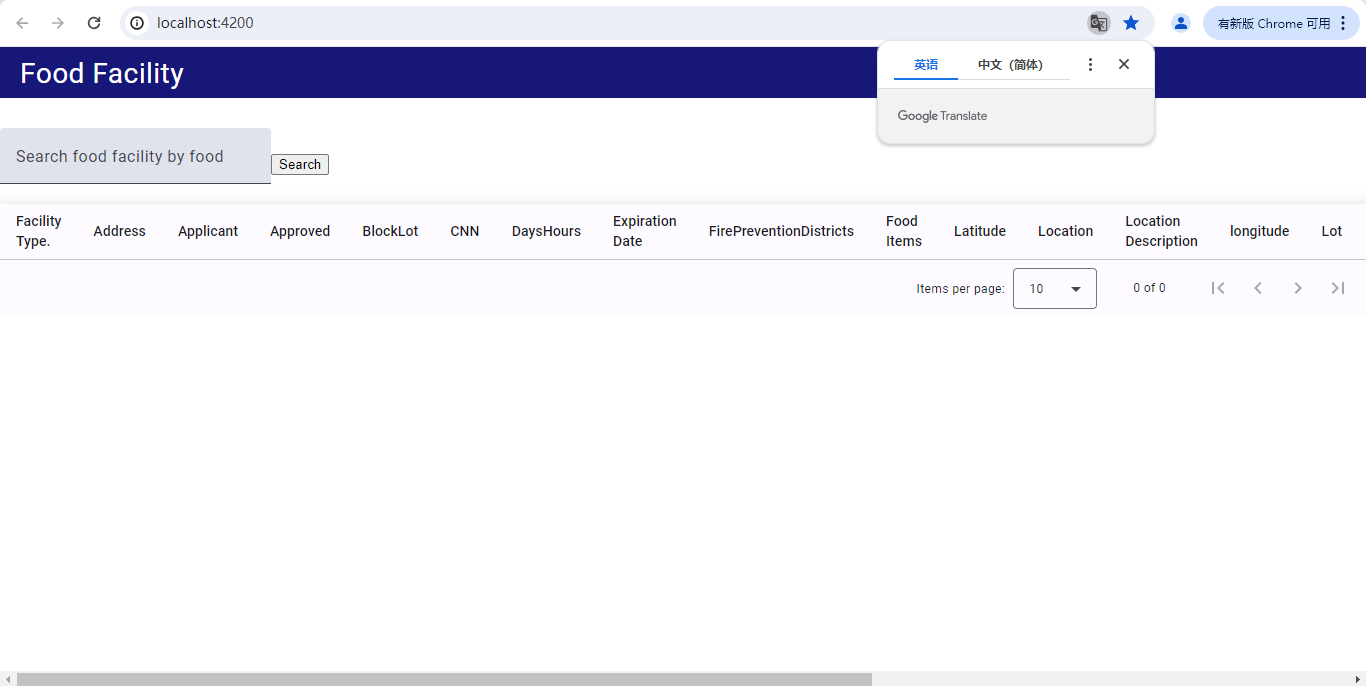 localhost:4200
有新版 Chrome 可用
Food Facility
英语
中文（简体）
Google Translate
Search food facility by food
Search
Facility Type.
Address
Applicant
Approved
BlockLot
CNN
DaysHours
Expiration Date
FirePreventionDistricts
Food Items
Latitude
Location
Location Description
longitude
Lot
Items per page:
10
0 of 0